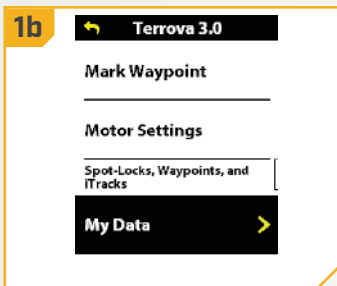 1b
Terrova 3.0
Mark Waypoint
Motor Settings
Spot-Locks, Waypoints, and
iTracks
My Data